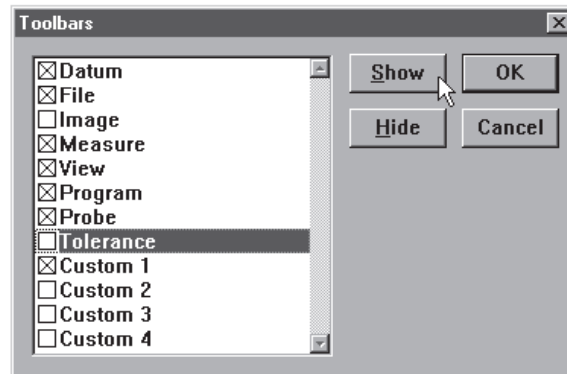 Toolbars
Datum
File
Image
Measure
View
Program
Probe
Tolerance
Custom 1
Custom 2
Custom 3
Custom 4
Show
OK
Hide
Cancel